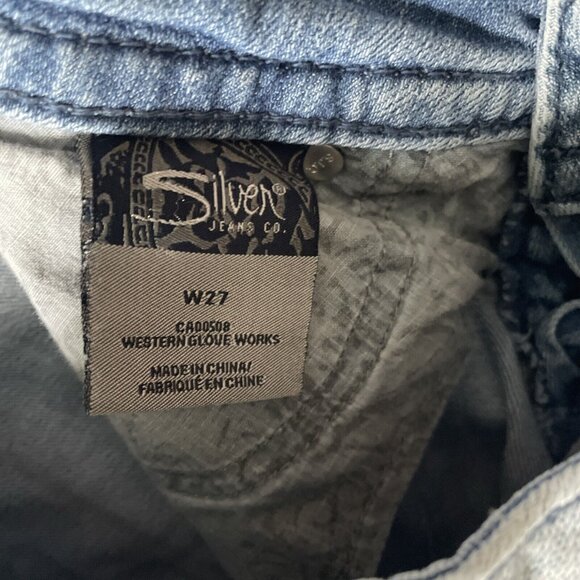 Silver®
JEANS CO.
W27
CA00508
WESTERN GLOVE WORKS
MADE IN CHINA/
FABRIQUÉ EN CHINE